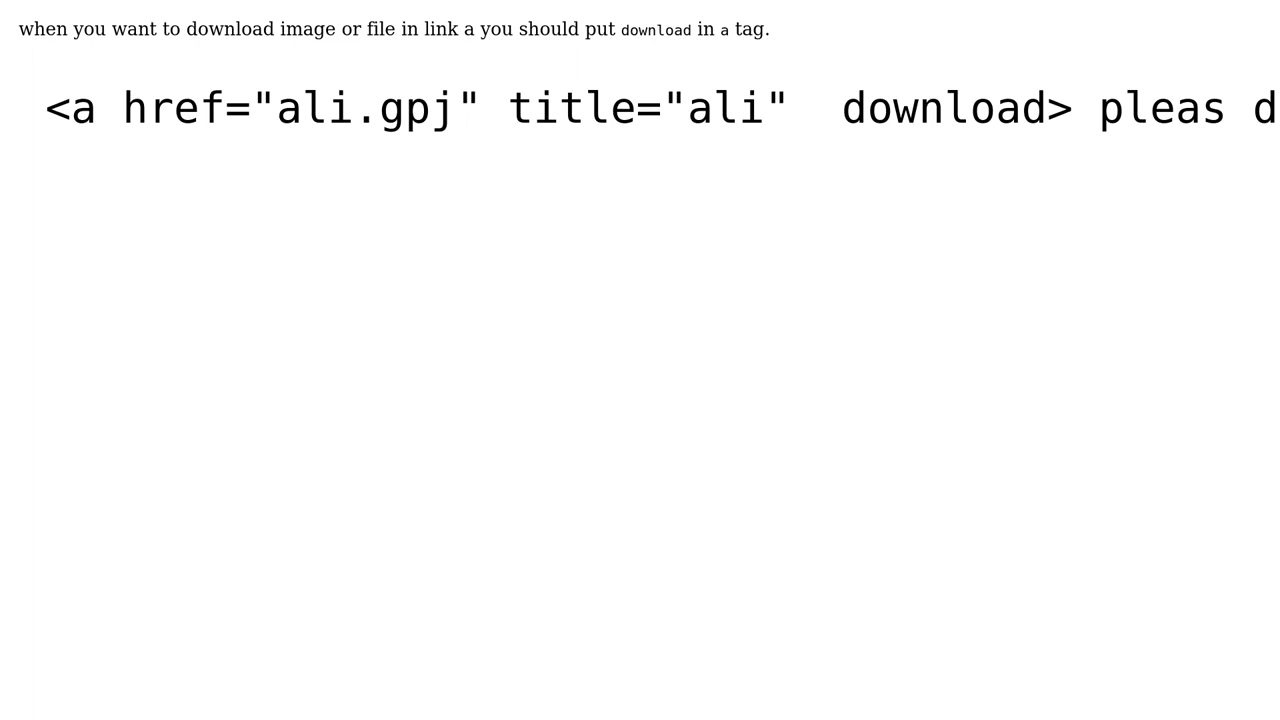 when you want to download image or file in link a you should put download in a tag.
<a href="ali.gpj" title="ali"  download> pleas d